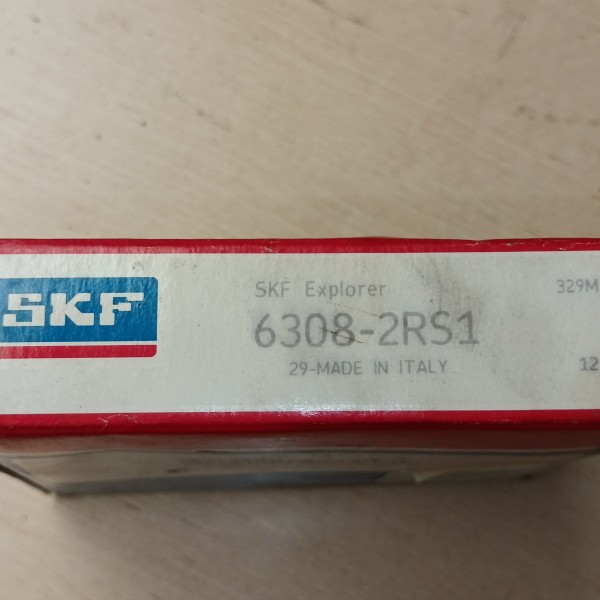 SKF
SKF Explorer
329M
6308-2RS1
29-MADE IN ITALY
12